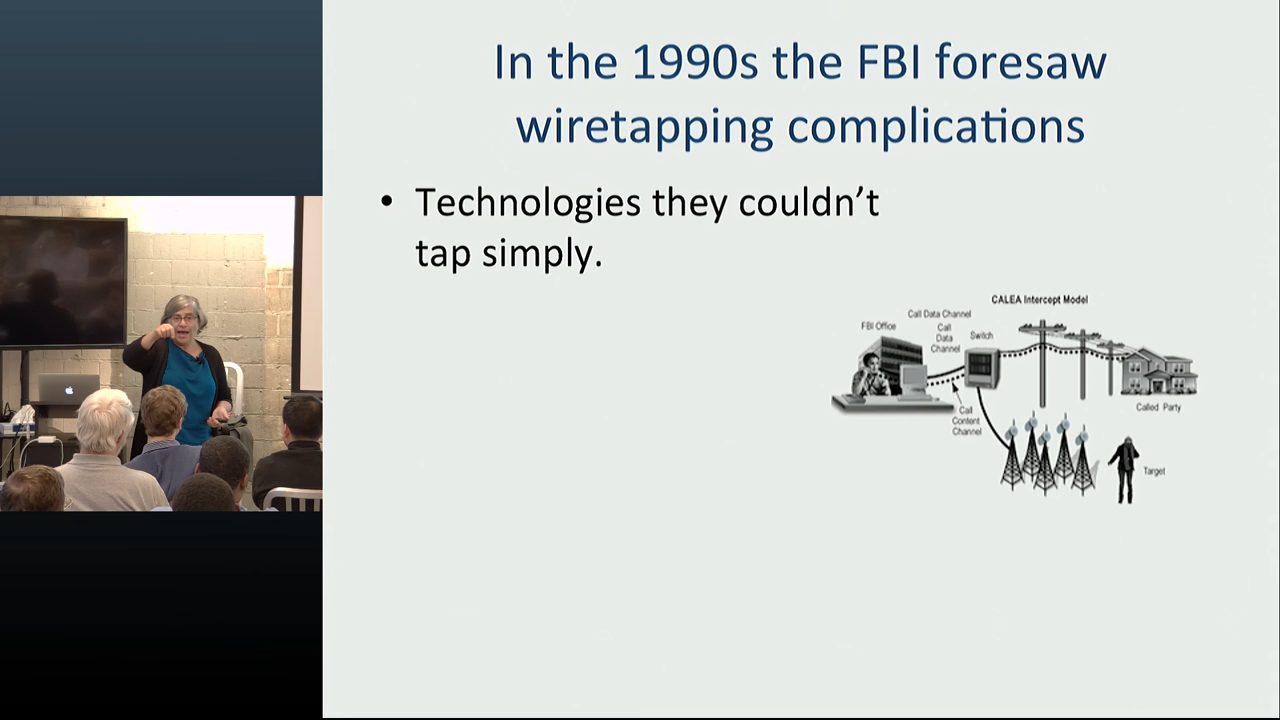 In the 1990s the FBI foresaw
wiretapping complications
• Technologies they couldn't
tap simply.
CALEA Intercept Model
Call Data Channel
FBI Office
Call
Data
Channel
Switch
Call
Content
Channel
Called Party
Target